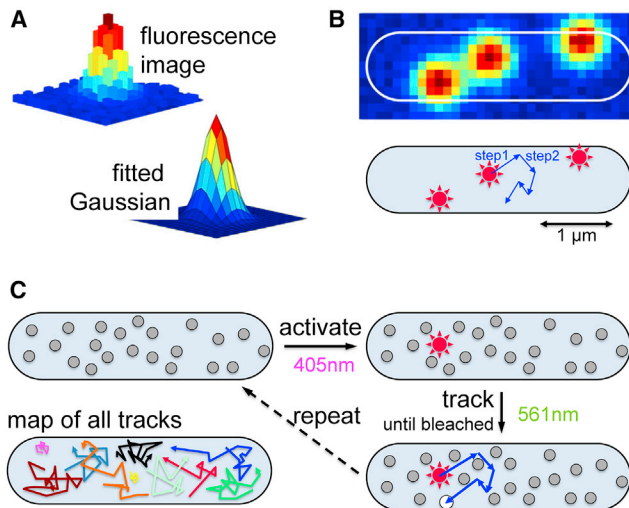 A
fluorescence
image
fitted
Gaussian
B
step1 step2
1 µm
C
activate
405nm
track
until bleached
561nm
repeat
map of all tracks